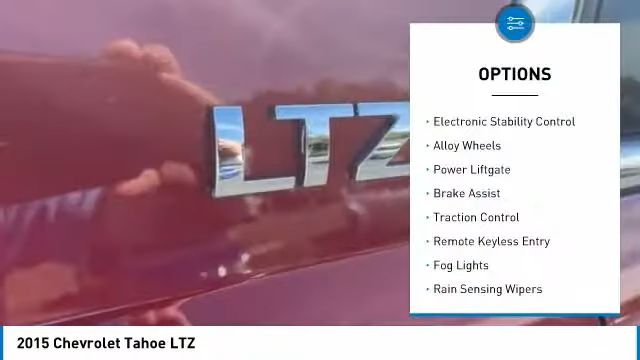 LTZ
OPTIONS
Electronic Stability Control
Alloy Wheels
Power Liftgate
Brake Assist
Traction Control
Remote Keyless Entry
Fog Lights
Rain Sensing Wipers
2015 Chevrolet Tahoe LTZ